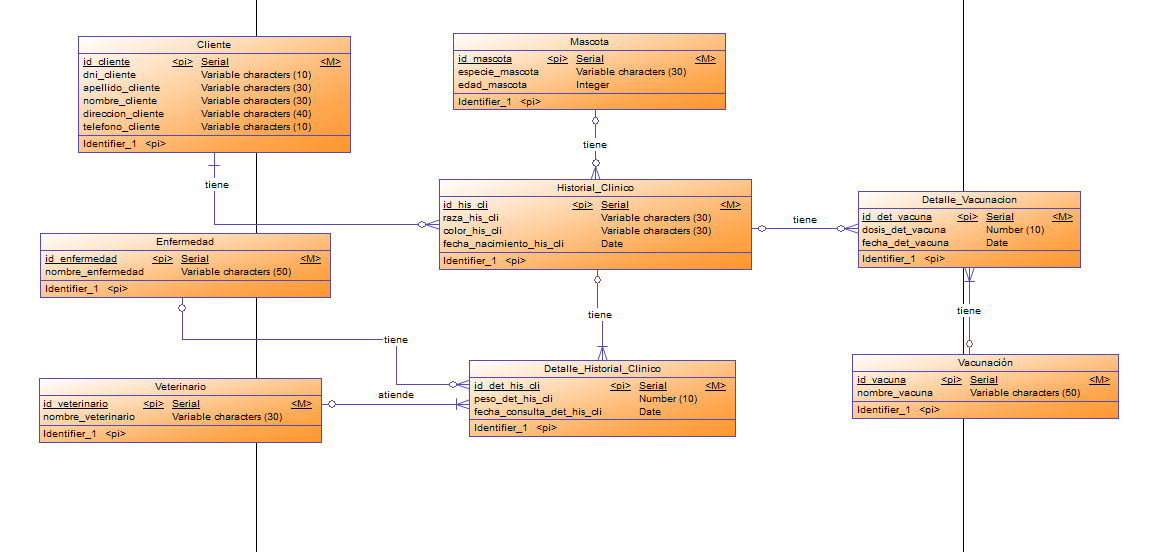 Cliente
id_cliente <pi> Serial <M>
dni_cliente Variable characters (10)
apellido_cliente Variable characters (30)
nombre_cliente Variable characters (30)
direccion_cliente Variable characters (40)
telefono_cliente Variable characters (10)
Identifier_1 <pi>
Mascota
id_mascota <pi> Serial <M>
especie_mascota Variable characters (30)
edad_mascota Integer
Identifier_1 <pi>
tiene
tiene
Historial_Clinico
id_his_cli <pi> Serial <M>
raza_his_cli Variable characters (30)
color_his_cli Variable characters (30)
fecha_nacimiento_his_cli Date
Identifier_1 <pi>
tiene
Detalle_Vacunacion
id_det_vacuna <pi> Serial <M>
dosis_det_vacuna Number (10)
fecha_det_vacuna Date
Identifier_1 <pi>
Enfermedad
id_enfermedad <pi> Serial <M>
nombre_enfermedad Variable characters (50)
Identifier_1 <pi>
tiene
tiene
tiene
Veterinario
id_veterinario <pi> Serial <M>
nombre_veterinario Variable characters (30)
Identifier_1 <pi>
atiende
Detalle_Historial_Clinico
id_det_his_cli <pi> Serial <M>
peso_det_his_cli Number (10)
fecha_consulta_det_his_cli Date
Identifier_1 <pi>
Vacunación
id_vacuna <pi> Serial <M>
nombre_vacuna Variable characters (50)
Identifier_1 <pi>